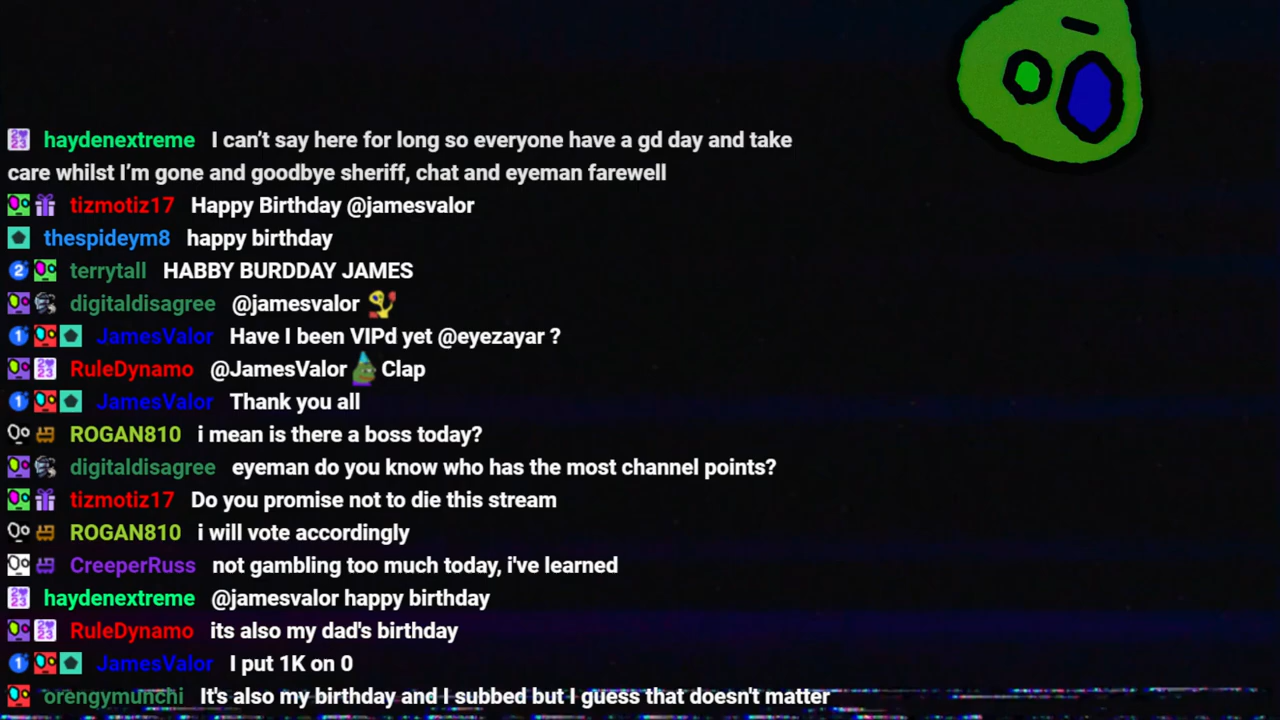 haydenextreme I can’t say here for long so everyone have a gd day and take
care whilst I’m gone and goodbye sheriff, chat and eyeman farewell
tizmotiz17 Happy Birthday @jamesvalor
thespideym8 happy birthday
terrytall HABBY BURDDAY JAMES
digitaldisagree @jamesvalor
JamesValor Have I been VIPd yet @eyezayar ?
RuleDynamo @JamesValor Clap
JamesValor Thank you all
ROGAN810 i mean is there a boss today?
digitaldisagree eyeman do you know who has the most channel points?
tizmotiz17 Do you promise not to die this stream
ROGAN810 i will vote accordingly
CreeperRuss not gambling too much today, i've learned
haydenextreme @jamesvalor happy birthday
RuleDynamo its also my dad's birthday
JamesValor I put 1K on 0
orengymunchi It's also my birthday and I subbed but I guess that doesn't matter